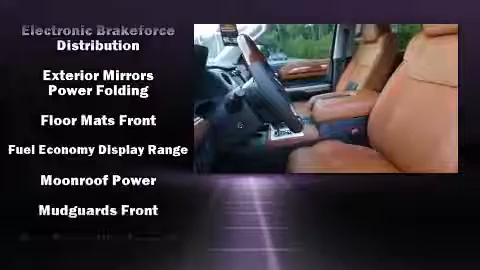 Electronic Brakeforce
Distribution
Exterior Mirrors
Power Folding
Floor Mats Front
Fuel Economy Display Range
Moonroof Power
Mudguards Front